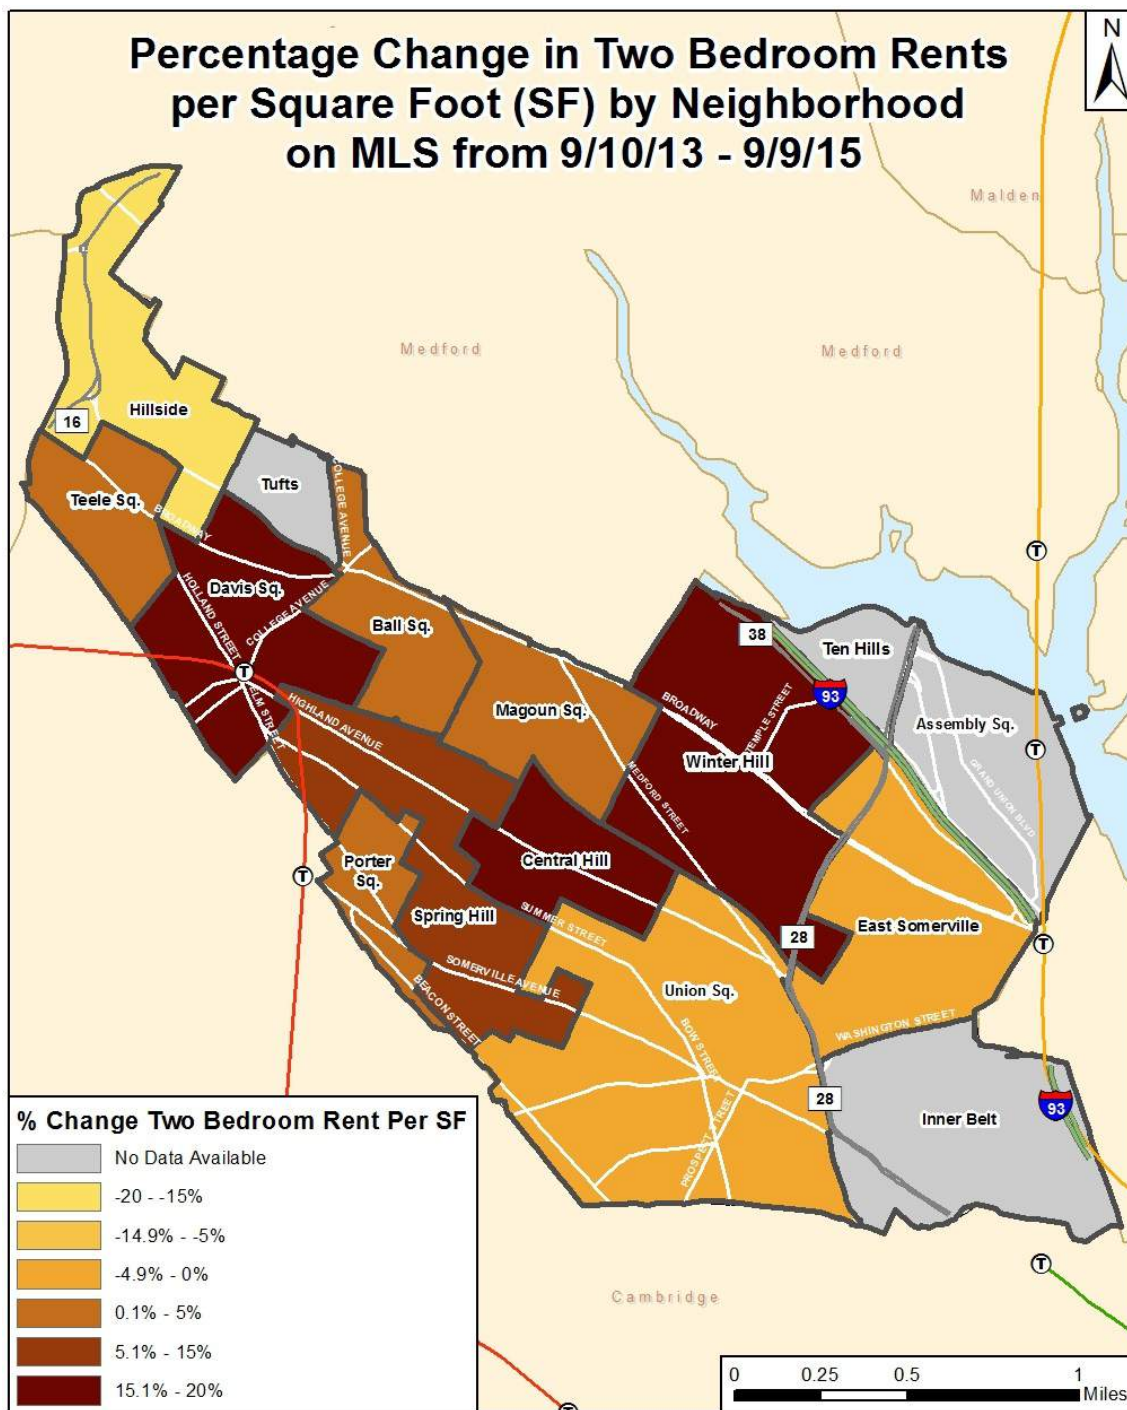 Percentage Change in Two Bedroom Rents
per Square Foot (SF) by Neighborhood
on MLS from 9/10/13 - 9/9/15
N
Malden
Medford
Medford
Hillside
16
Tufts
COLLEGE AVENUE
Teele Sq.
BROADWAY
T
Davis Sq.
HOLLAND STREET
COLLEGE AVENUE
Ball Sq.
38
Ten Hills
T
ELM STREET
HIGHLAND AVENUE
Magoun Sq.
BROADWAY
TEMPLE STREET
93
Assembly Sq.
T
Winter Hill
MEDFORD STREET
GRAND UNION BLVD
Porter
Sq.
T
Central Hill
Spring Hill
SUMMER STREET
28
East Somerville
T
SOMERVILLE AVENUE
BEACON STREET
Union Sq.
BOW STREET
WASHINGTON STREET
PROSPECT STREET
28
Inner Belt
93
T
Cambridge
T
% Change Two Bedroom Rent Per SF
No Data Available
-20 - -15%
-14.9% - -5%
-4.9% - 0%
0.1% - 5%
5.1% - 15%
15.1% - 20%
0 0.25 0.5 1
Miles